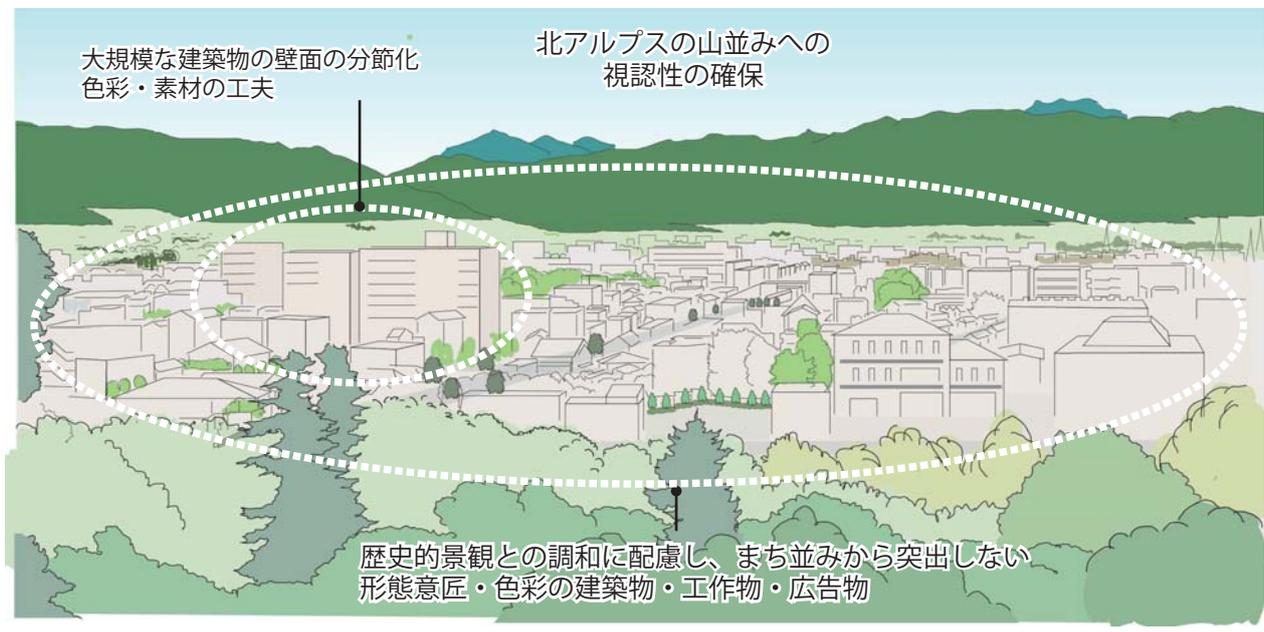 大規模な建築物の壁面の分節化
色彩・素材の工夫
北アルプスの山並みへの
視認性の確保
歴史的景観との調和に配慮し、まち並みから突出しない
形態意匠・色彩の建築物・工作物・広告物